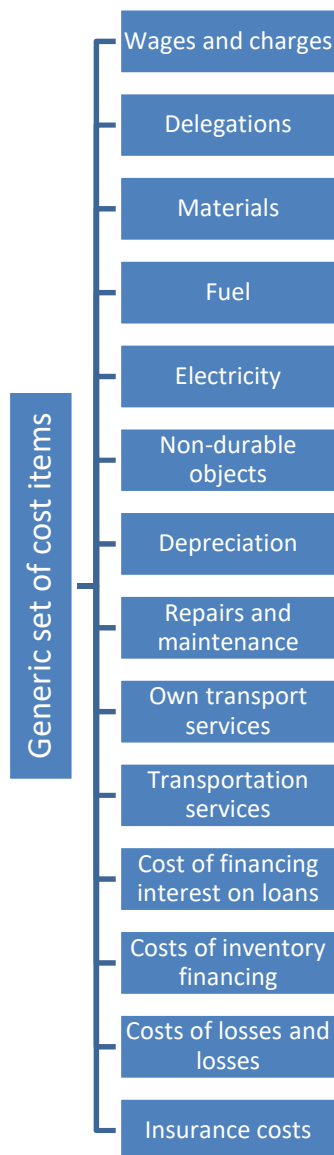 Generic set of cost items
Wages and charges
Delegations
Materials
Fuel
Electricity
Non-durable
objects
Depreciation
Repairs and
maintenance
Own transport
services
Transportation
services
Cost of financing
interest on loans
Costs of inventory
financing
Costs of losses and
losses
Insurance costs